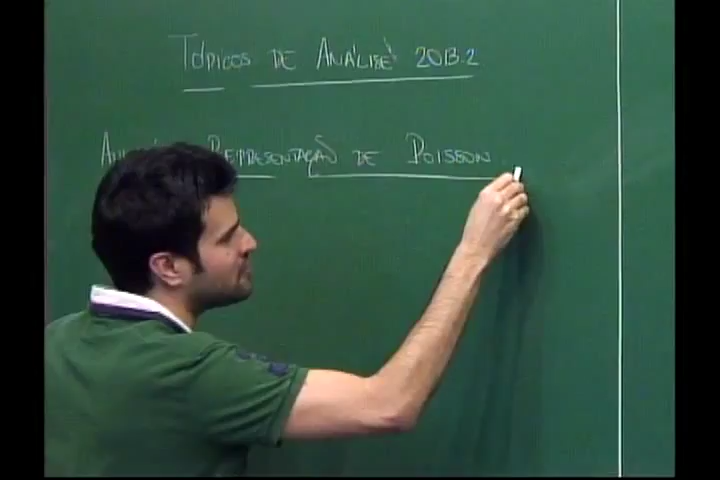 Tópicos de Análise 2013.2
Representação de Poisson